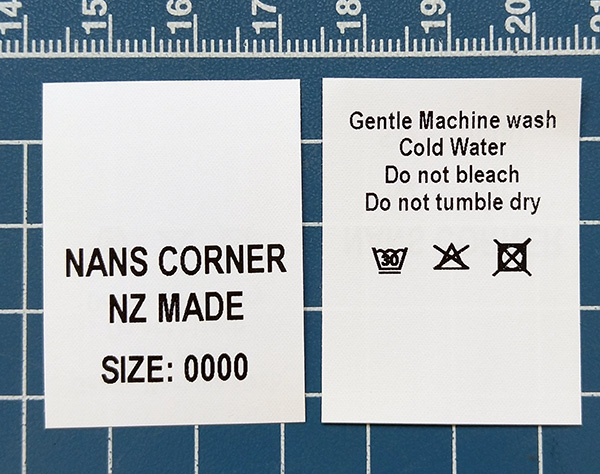 14 15 16 17 18 19 20 21
NANS CORNER
NZ MADE
SIZE: 0000
Gentle Machine wash
Cold Water
Do not bleach
Do not tumble dry
30